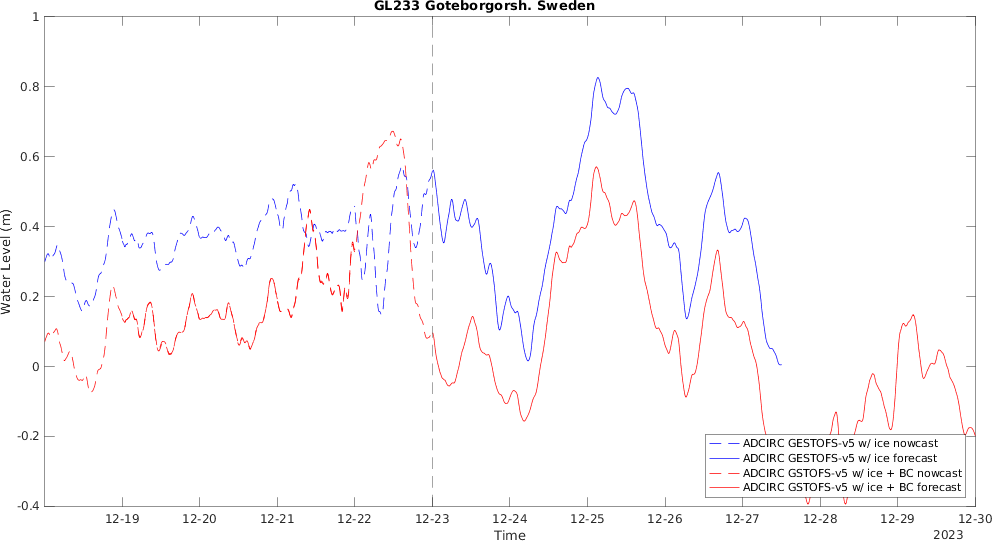 GL233 Goteborgorsh. Sweden
Water Level (m)
1
0.8
0.6
0.4
0.2
0
-0.2
-0.4
ADCIRC GESTOFS-v5 w/ ice nowcast
ADCIRC GESTOFS-v5 w/ ice forecast
ADCIRC GSTOFS-v5 w/ ice + BC nowcast
ADCIRC GSTOFS-v5 w/ ice + BC forecast
12-19 12-20 12-21 12-22 12-23 12-24 12-25 12-26 12-27 12-28 12-29 12-30
Time
2023